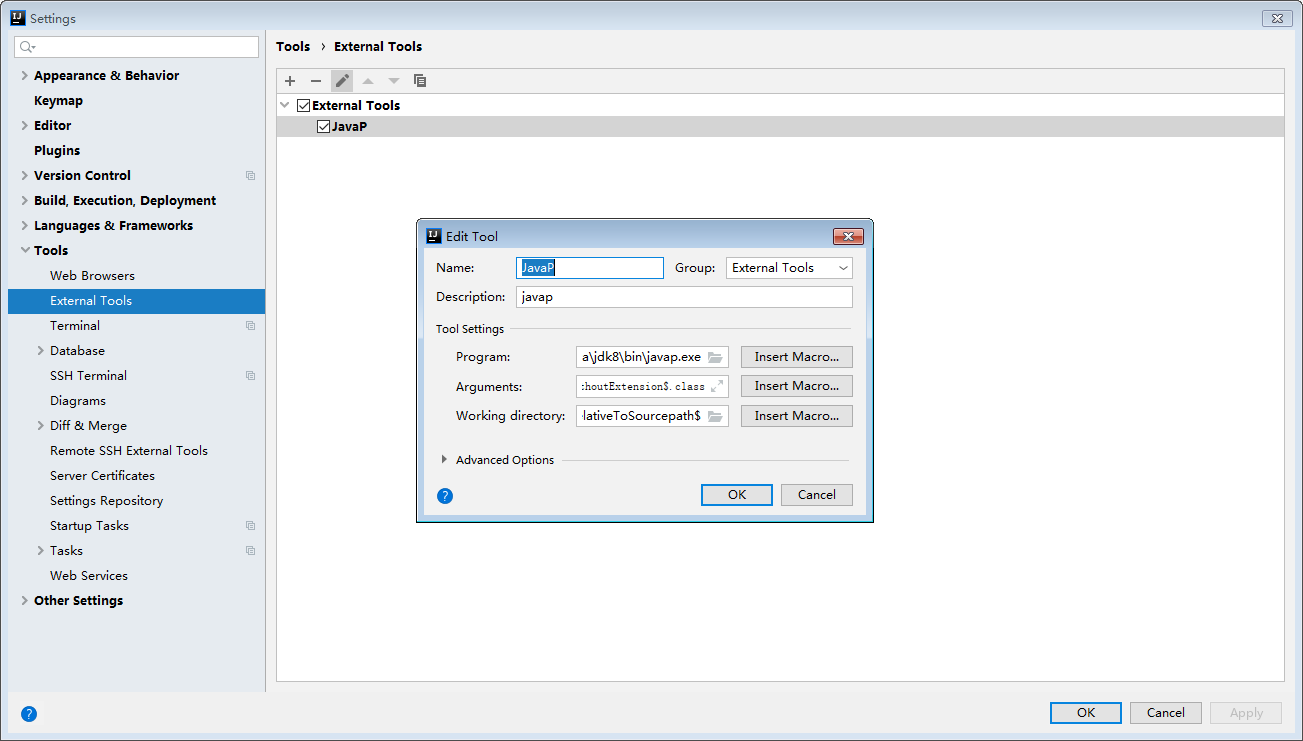 Settings
Tools › External Tools
Appearance & Behavior
Keymap
Editor
Plugins
Version Control
Build, Execution, Deployment
Languages & Frameworks
Tools
Web Browsers
External Tools
Terminal
Database
SSH Terminal
Diagrams
Diff & Merge
Remote SSH External Tools
Server Certificates
Settings Repository
Startup Tasks
Tasks
Web Services
Other Settings
External Tools
JavaP
Edit Tool
Name: JavaP Group: External Tools
Description: javap
Tool Settings
Program: a\jdk8\bin\javap.exe Insert Macro...
Arguments: :houtExtension$.class Insert Macro...
Working directory: lativeToSourcepath$ Insert Macro...
Advanced Options
? OK Cancel
? OK Cancel Apply